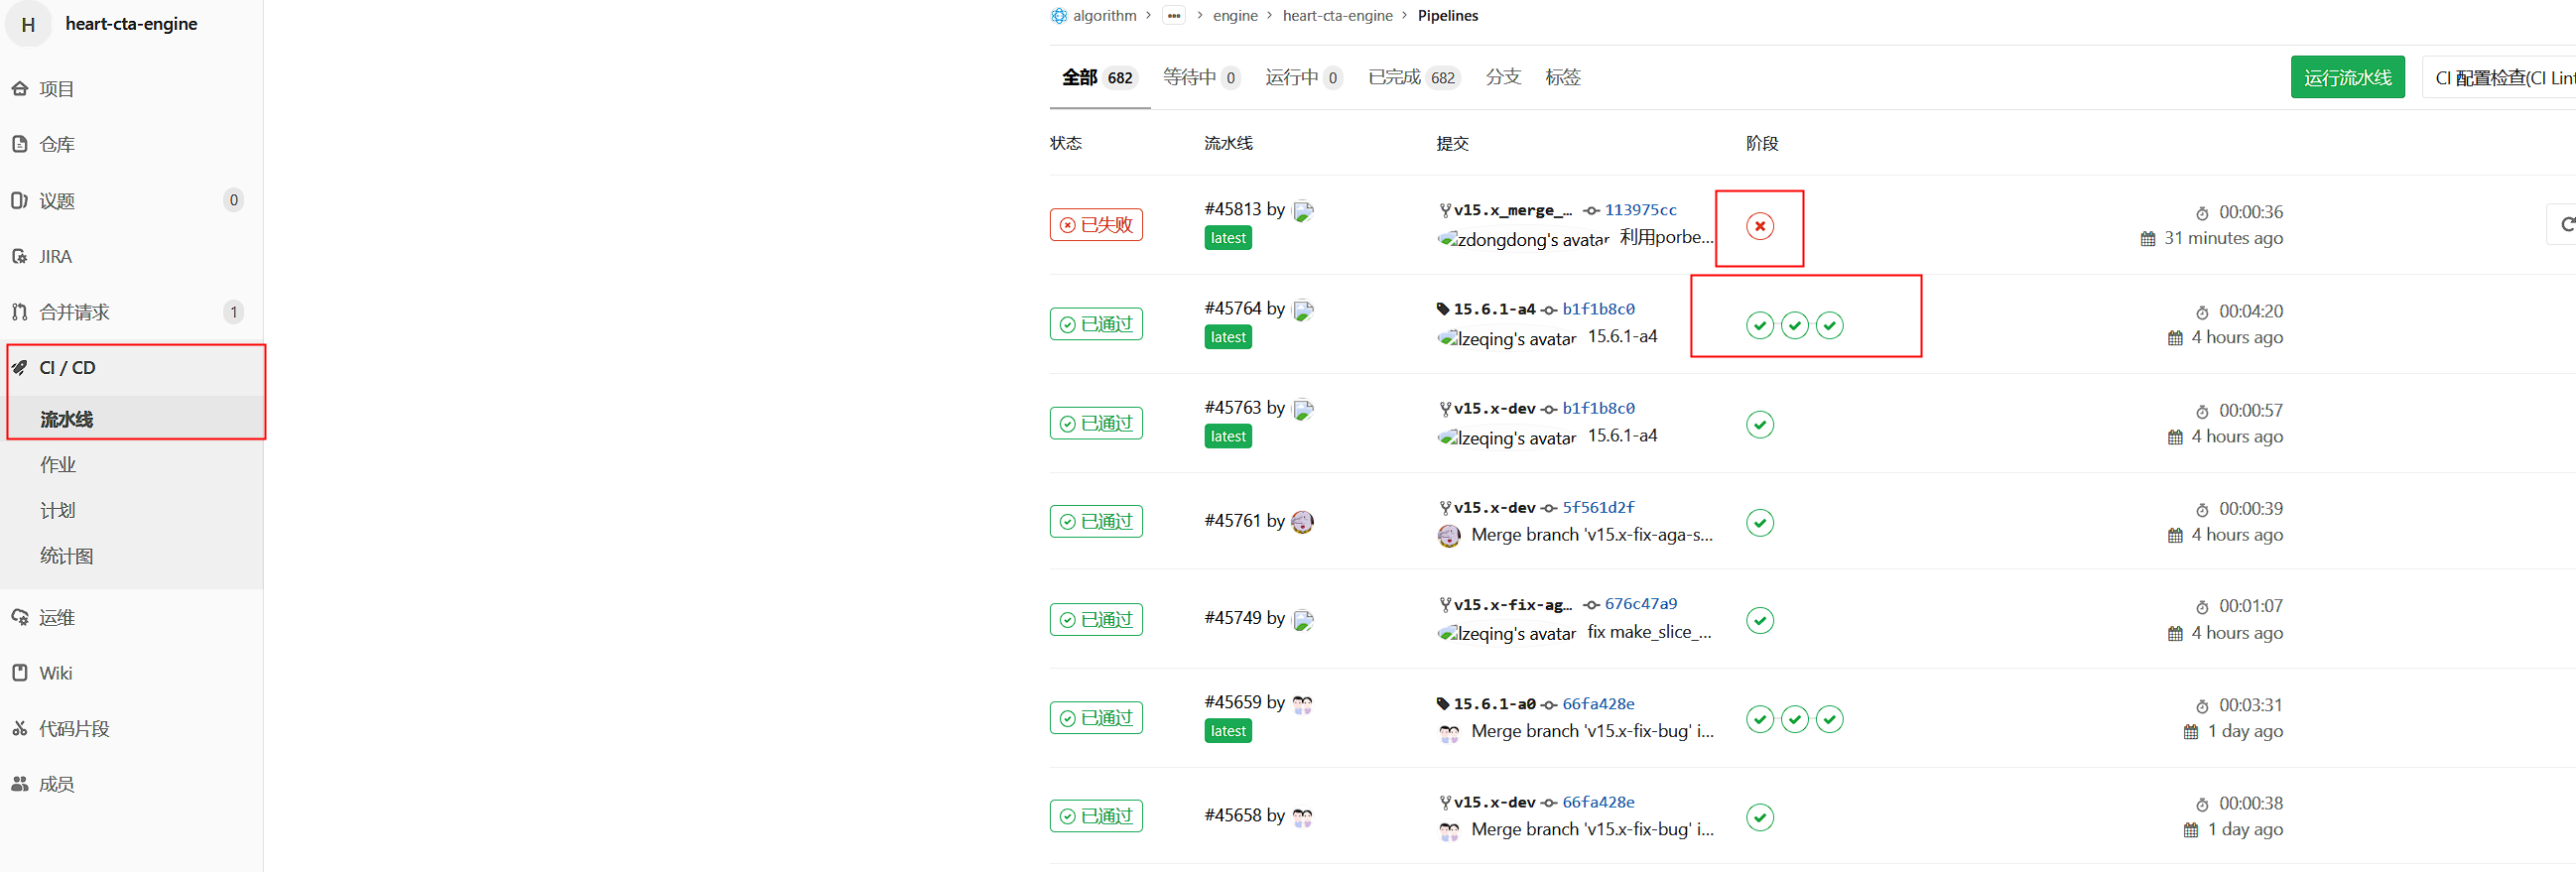 H heart-cta-engine
项目
仓库
议题 0
JIRA
合并请求 1
CI / CD
流水线
作业
计划
统计图
运维
Wiki
代码片段
成员
algorithm › ••• › engine › heart-cta-engine › Pipelines
全部 682 等待中 0 运行中 0 已完成 682 分支 标签 运行流水线 CI 配置检查(CI Lint
状态 流水线 提交 阶段
已失败 #45813 by v15.x_merge_... 113975cc 00:00:36
latest zdongdong's avatar 利用porbe... 31 minutes ago
已通过 #45764 by 15.6.1-a4 b1f1b8c0 00:04:20
latest lzeqing's avatar 15.6.1-a4 4 hours ago
已通过 #45763 by v15.x-dev b1f1b8c0 00:00:57
latest lzeqing's avatar 15.6.1-a4 4 hours ago
已通过 #45761 by v15.x-dev 5f561d2f 00:00:39
Merge branch 'v15.x-fix-aga-s... 4 hours ago
已通过 #45749 by v15.x-fix-ag... 676c47a9 00:01:07
lzeqing's avatar fix make_slice_... 4 hours ago
已通过 #45659 by 15.6.1-a0 66fa428e 00:03:31
latest Merge branch 'v15.x-fix-bug' i... 1 day ago
已通过 #45658 by v15.x-dev 66fa428e 00:00:38
Merge branch 'v15.x-fix-bug' i... 1 day ago